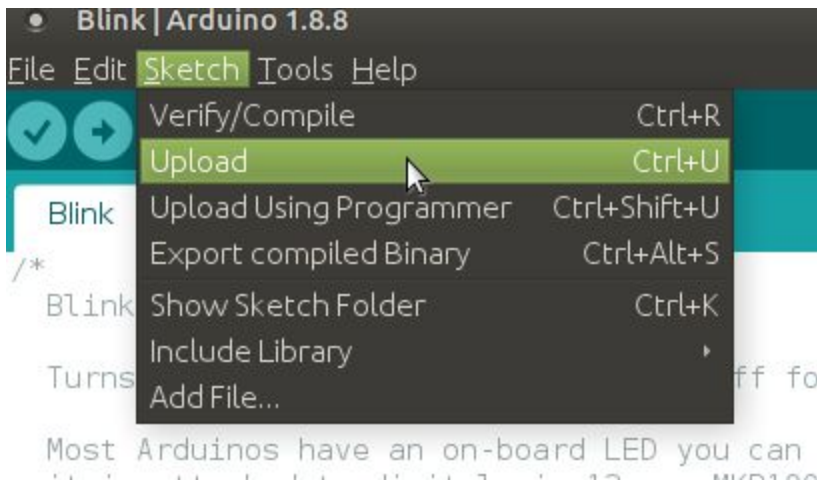 Blink | Arduino 1.8.8
File Edit Sketch Tools Help
Verify/Compile Ctrl+R
Upload Ctrl+U
Blink Upload Using Programmer Ctrl+Shift+U
Export compiled Binary Ctrl+Alt+S
/*
Blink Show Sketch Folder Ctrl+K
Include Library
Turns ff fo
Add File...
Most Arduinos have an on-board LED you can